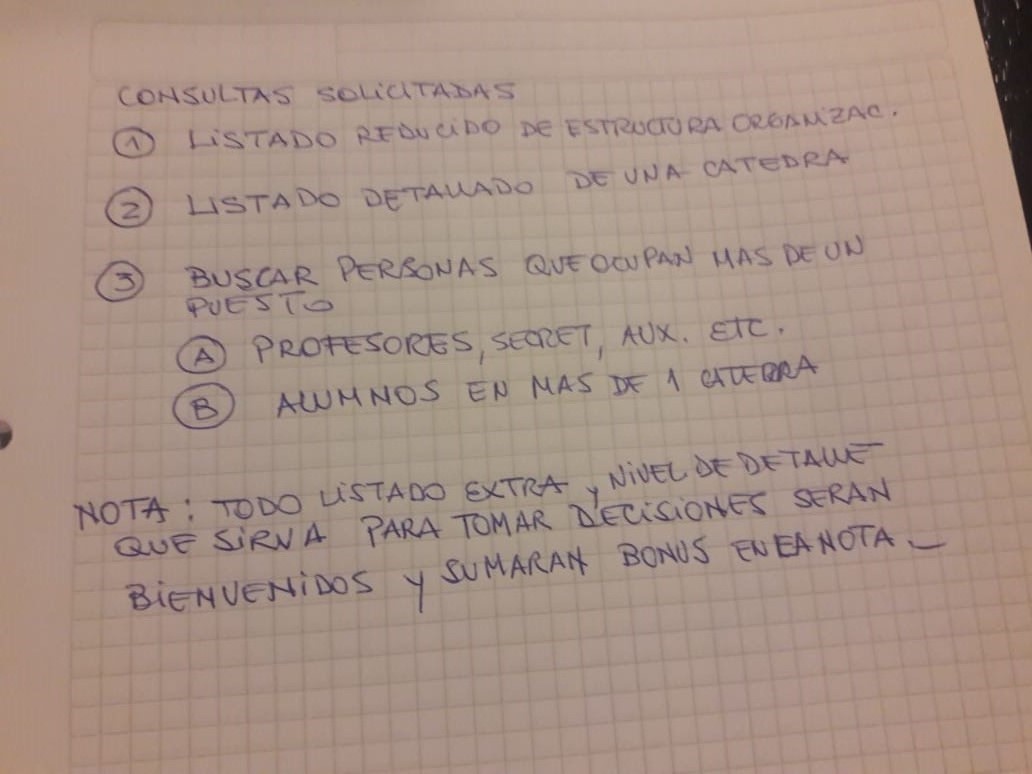 CONSULTAS SOLICITADAS
1 LISTADO REDUCIDO DE ESTRUCTURA ORGANIZAC.
2 LISTADO DETALLADO DE UNA CATEDRA
3 BUSCAR PERSONAS QUE OCUPAN MAS DE UN
PUESTO
A PROFESORES, SECRET, AUX. ETC.
B ALUMNOS EN MAS DE 1 CATEDRA
NOTA: TODO LISTADO EXTRA y NIVEL DE DETALLE
QUE SIRVA PARA TOMAR DECISIONES SERAN
BIENVENIDOS y SUMARAN BONUS EN LA NOTA.-